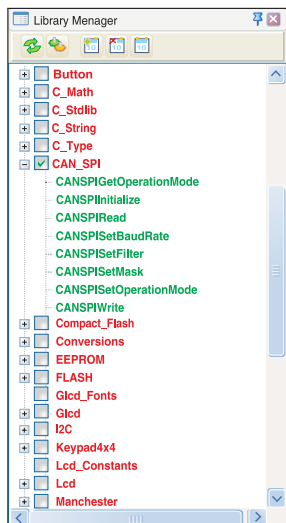 Library Menager
Button
C_Math
C_Stdlib
C_String
C_Type
CAN_SPI
CANSPIGetOperationMode
CANSPIInitialize
CANSPIRead
CANSPISetBaudRate
CANSPISetFilter
CANSPISetMask
CANSPISetOperationMode
CANSPIWrite
Compact_Flash
Conversions
EEPROM
FLASH
Glcd_Fonts
Glcd
I2C
Keypad4x4
Lcd_Constants
Lcd
Manchester